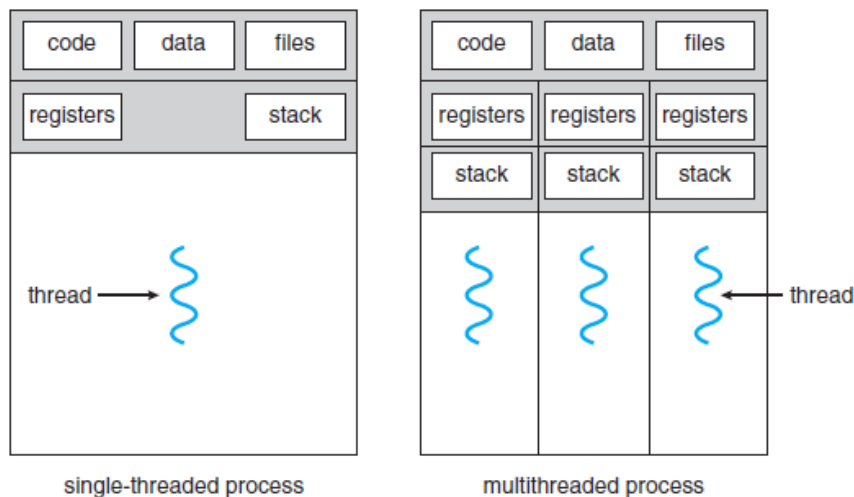 code data files
registers stack
thread
single-threaded process
code data files
registers registers registers
stack stack stack
thread
multithreaded process